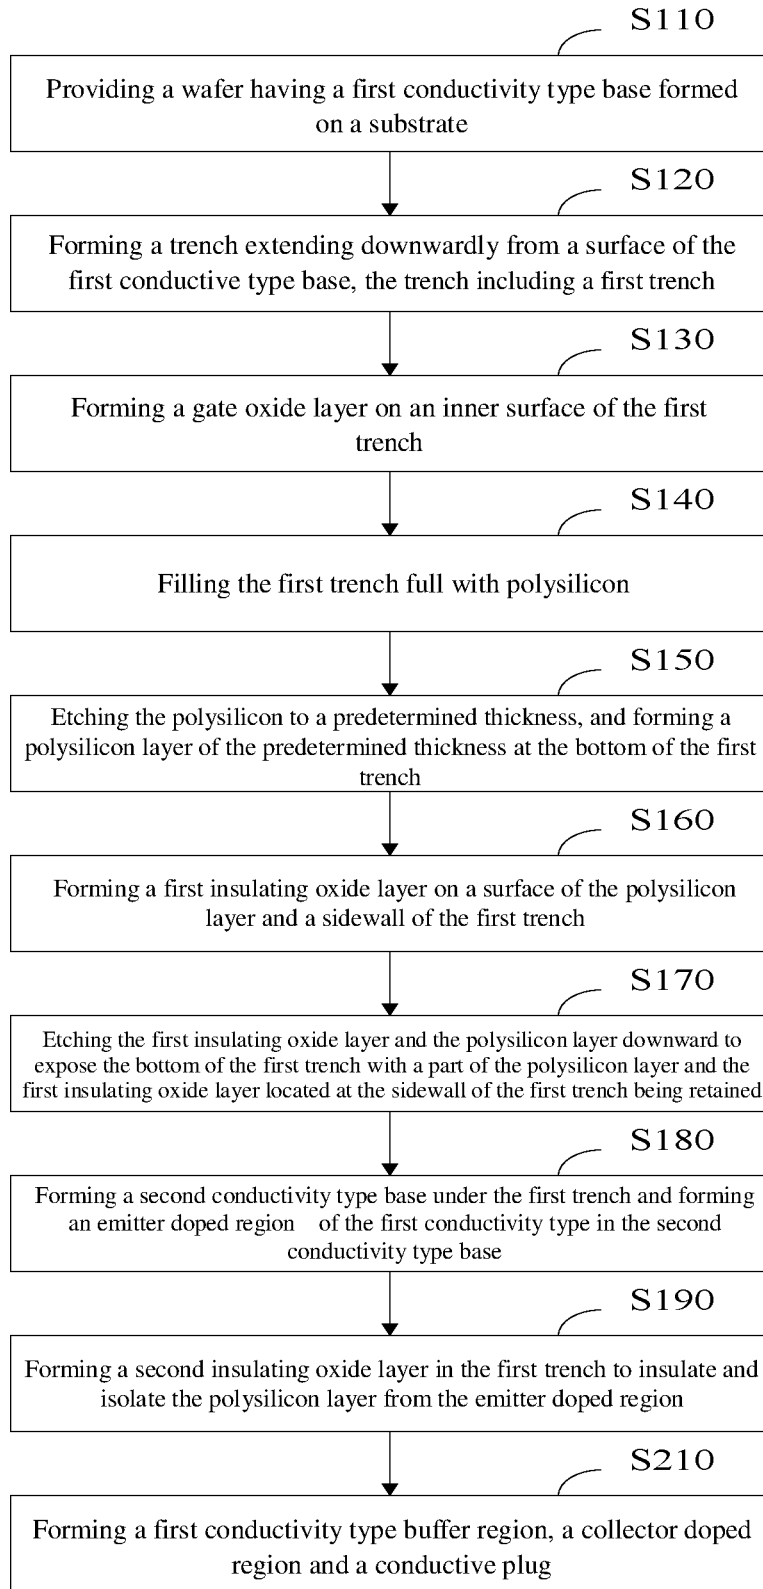 S110
Providing a wafer having a first conductivity type base formed
on a substrate
S120
Forming a trench extending downwardly from a surface of the
first conductive type base, the trench including a first trench
S130
Forming a gate oxide layer on an inner surface of the first
trench
S140
Filling the first trench full with polysilicon
S150
Etching the polysilicon to a predetermined thickness, and forming a
polysilicon layer of the predetermined thickness at the bottom of the first
trench
S160
Forming a first insulating oxide layer on a surface of the polysilicon
layer and a sidewall of the first trench
S170
Etching the first insulating oxide layer and the polysilicon layer downward to
expose the bottom of the first trench with a part of the polysilicon layer and the
first insulating oxide layer located at the sidewall of the first trench being retained
S180
Forming a second conductivity type base under the first trench and forming
an emitter doped region of the first conductivity type in the second
conductivity type base
S190
Forming a second insulating oxide layer in the first trench to insulate and
isolate the polysilicon layer from the emitter doped region
S210
Forming a first conductivity type buffer region, a collector doped
region and a conductive plug